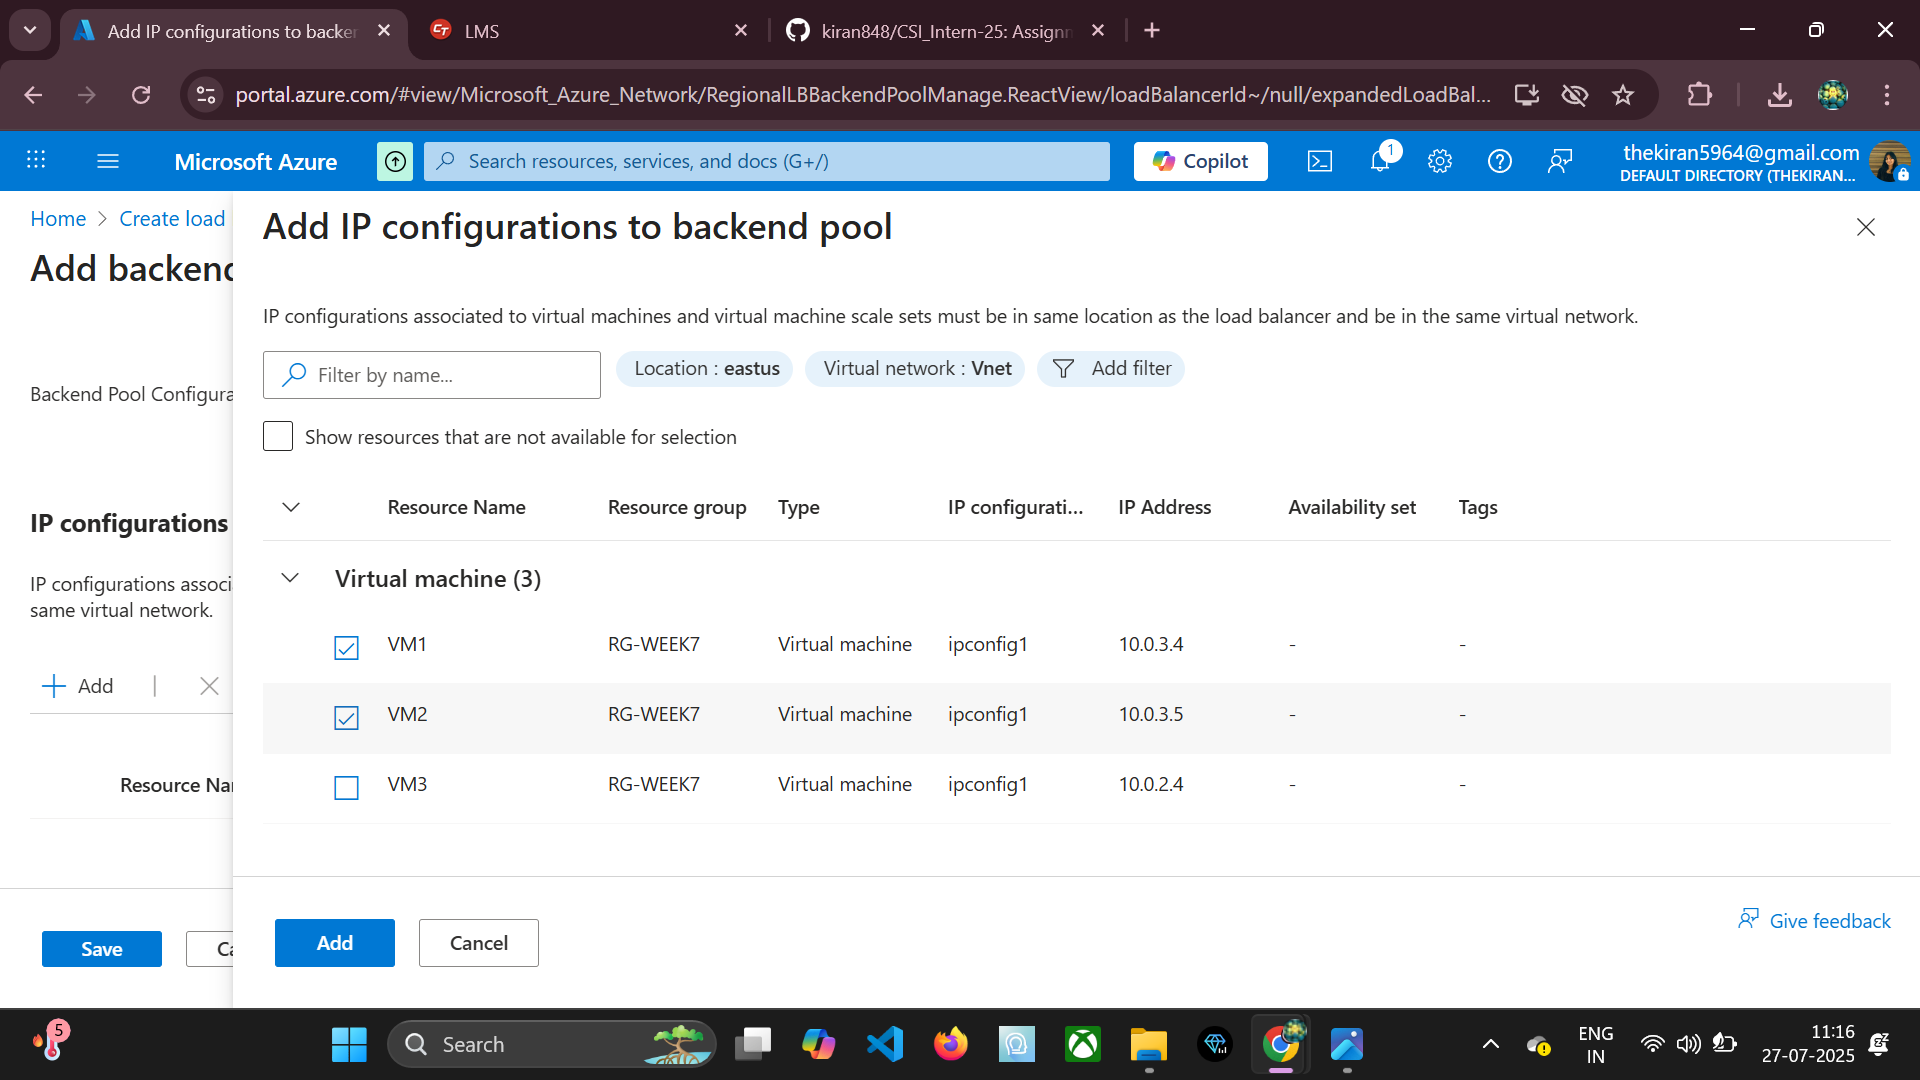 Add IP configurations to backer
LMS
kiran848/CSI_Intern-25: Assignm
portal.azure.com/#view/Microsoft_Azure_Network/RegionalLBBackendPoolManage.ReactView/loadBalancerId~/null/expandedLoadBal...
Microsoft Azure
Search resources, services, and docs (G+/)
Copilot
1
thekiran5964@gmail.com
DEFAULT DIRECTORY (THEKIRAN...
Home > Create load
Add backend
Backend Pool Configura
IP configurations
IP configurations associ
same virtual network.
Add
Resource Na
Save
Ca
Add IP configurations to backend pool
IP configurations associated to virtual machines and virtual machine scale sets must be in same location as the load balancer and be in the same virtual network.
Filter by name...
Location : eastus
Virtual network : Vnet
Add filter
Show resources that are not available for selection
Resource Name Resource group Type IP configurati... IP Address Availability set Tags
Virtual machine (3)
VM1 RG-WEEK7 Virtual machine ipconfig1 10.0.3.4 - -
VM2 RG-WEEK7 Virtual machine ipconfig1 10.0.3.5 - -
VM3 RG-WEEK7 Virtual machine ipconfig1 10.0.2.4 - -
Add
Cancel
Give feedback
5
Search
ENG
IN
11:16
27-07-2025